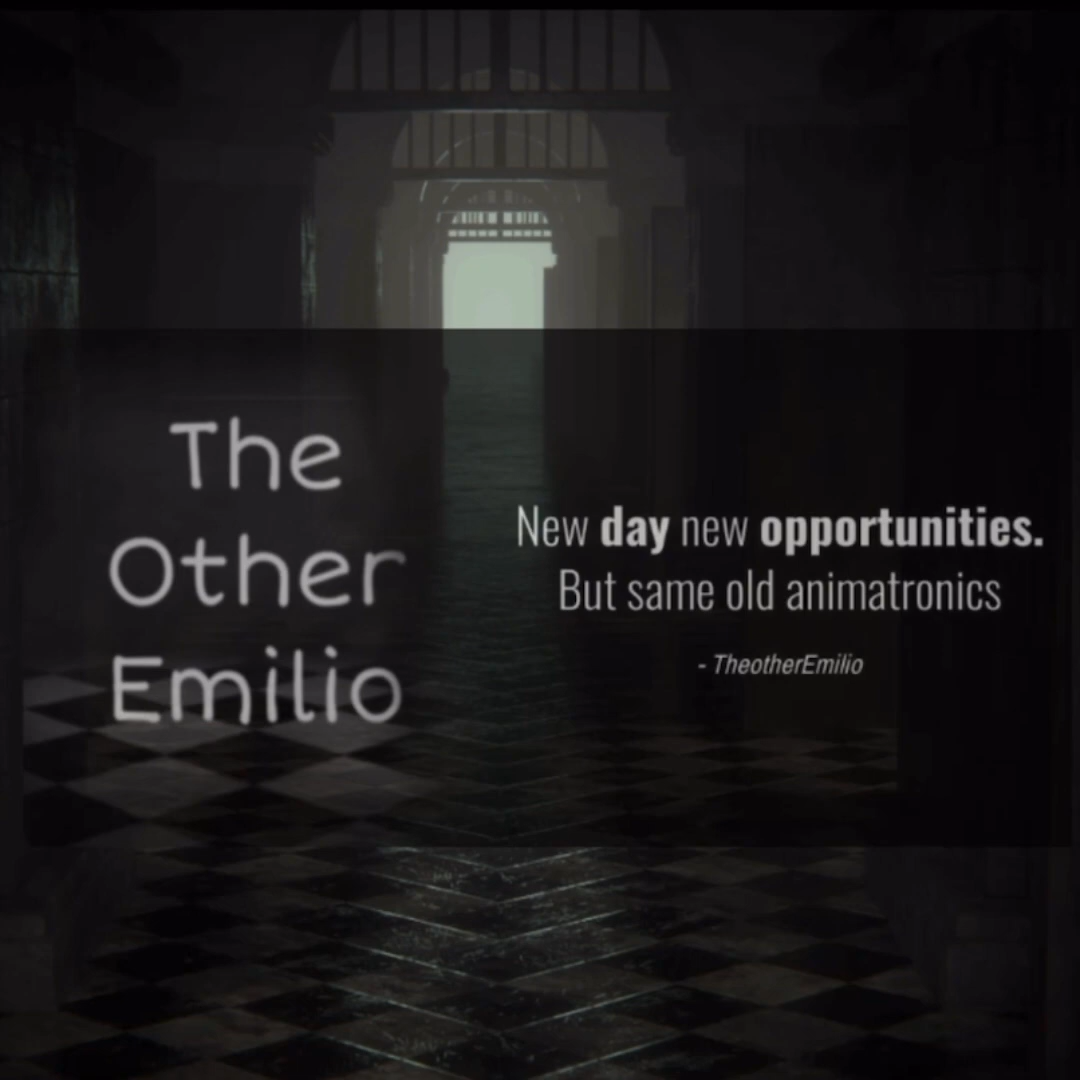 The
Other
Emilio
New day new opportunities.
But same old animatronics
- TheotherEmilio